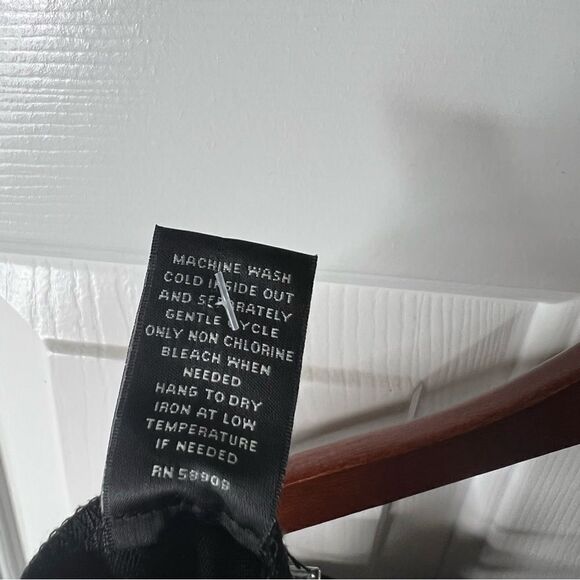 MACHINE WASH
COLD INSIDE OUT
AND SEPARATELY
GENTLE CYCLE
ONLY NON CHLORINE
BLEACH WHEN
NEEDED
HANG TO DRY
IRON AT LOW
TEMPERATURE
IF NEEDED
RN 58908